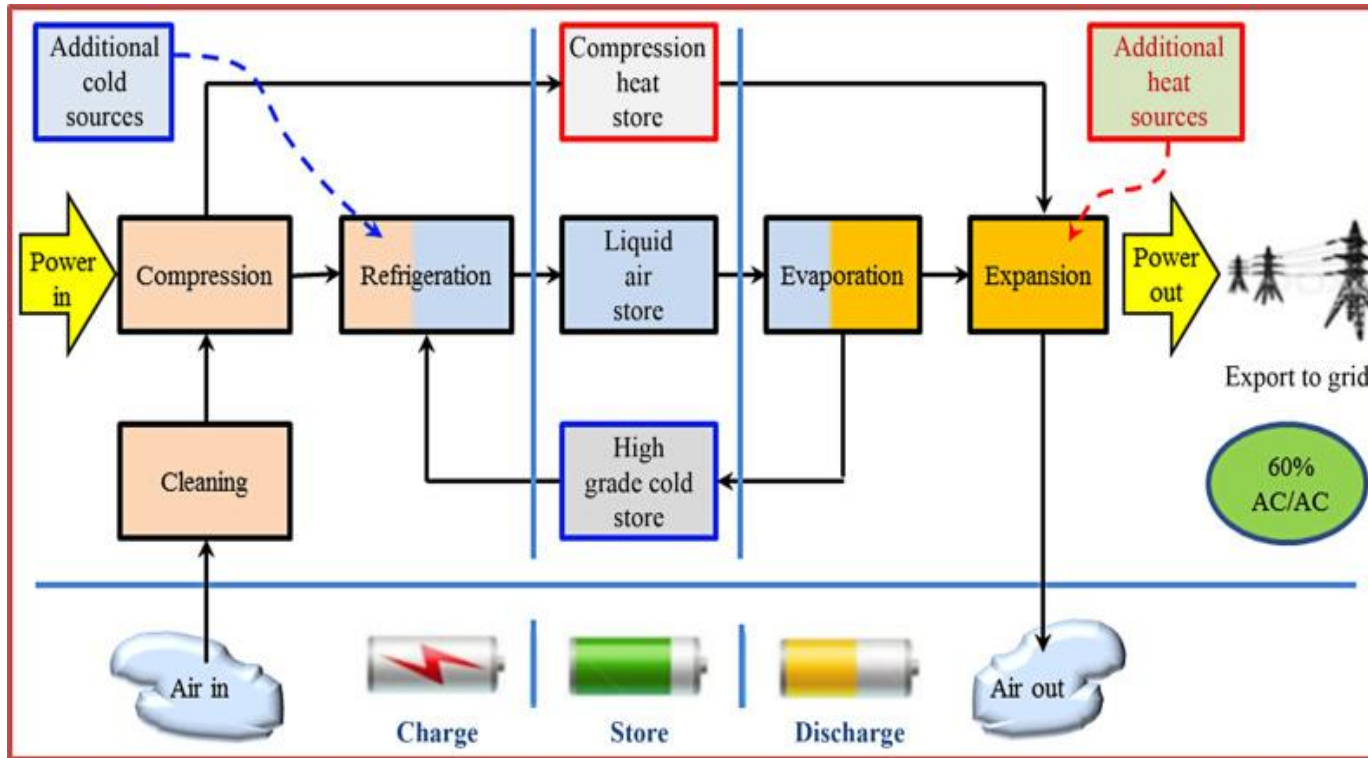 Additional
cold
sources
Compression
heat
store
Additional
heat
sources
Power
in
Compression
Refrigeration
Liquid
air
store
Evaporation
Expansion
Power
out
Export to grid
Cleaning
High
grade cold
store
60%
AC/AC
Air in
Air out
Charge
Store
Discharge